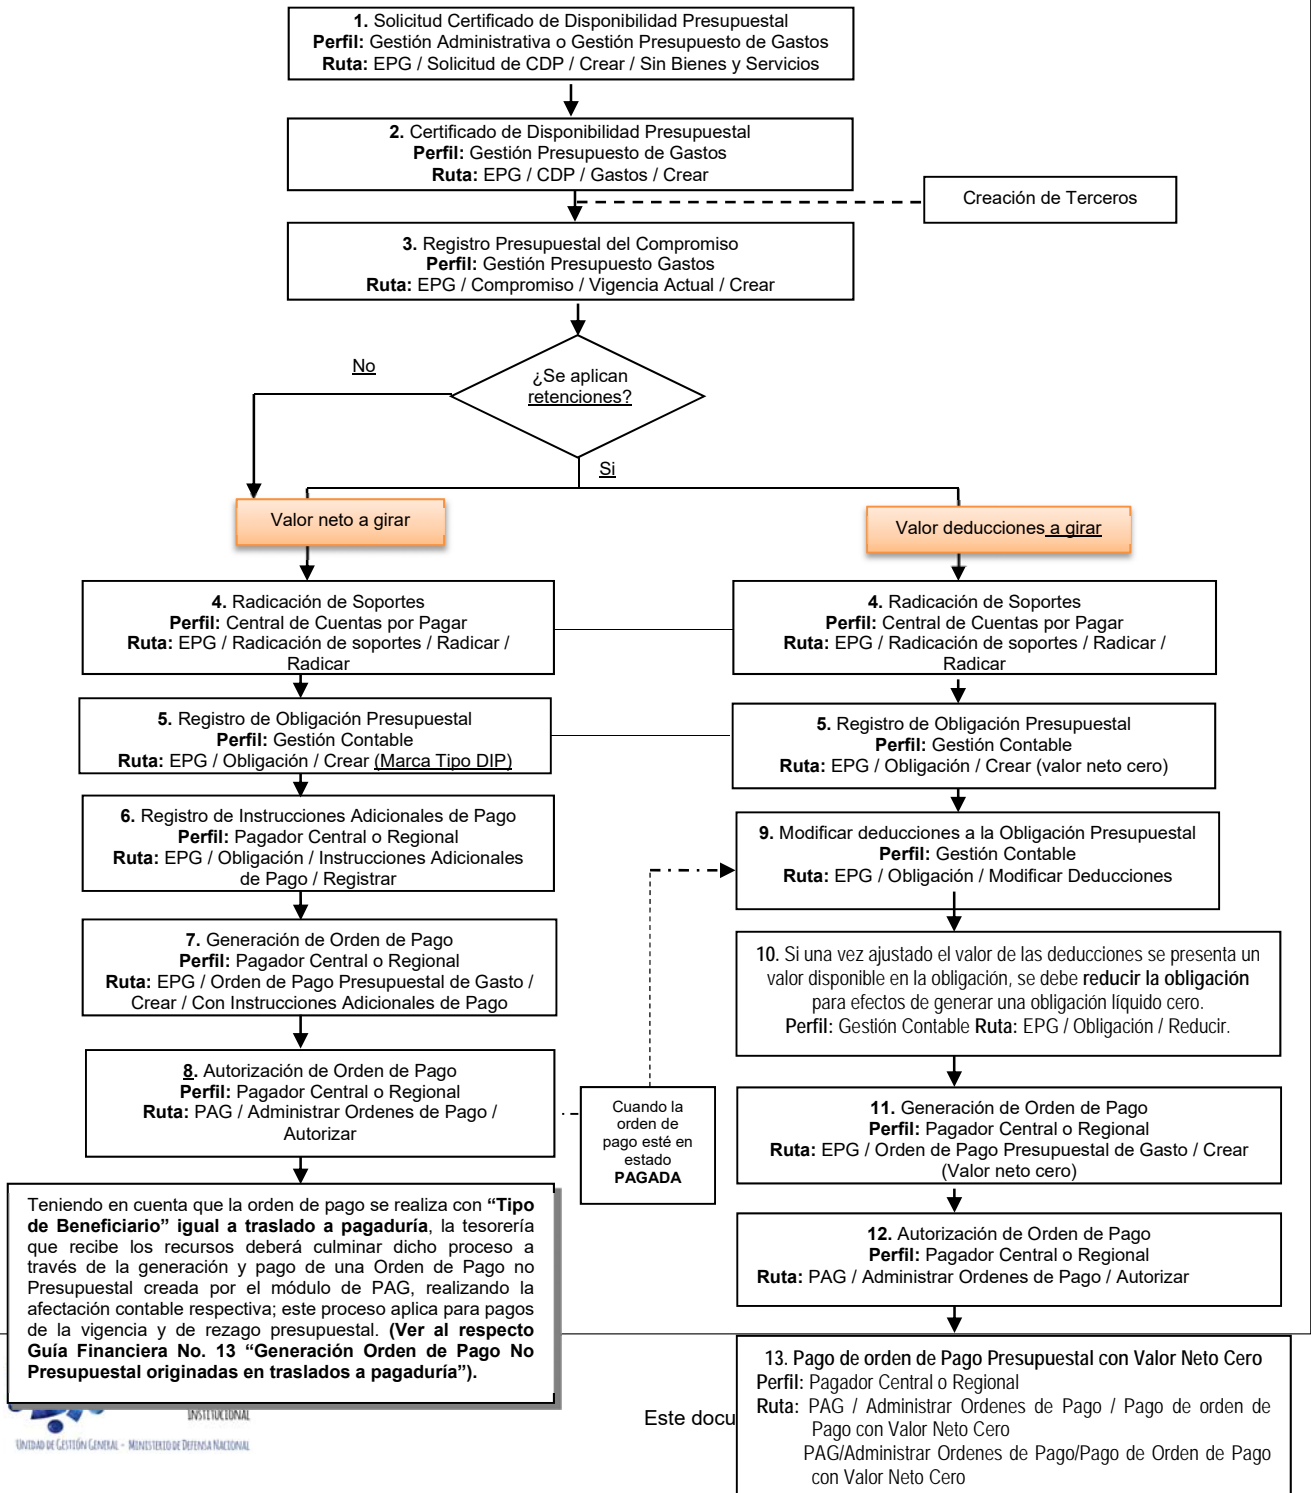 1. Solicitud Certificado de Disponibilidad Presupuestal
Perfil: Gestión Administrativa o Gestión Presupuesto de Gastos
Ruta: EPG / Solicitud de CDP / Crear / Sin Bienes y Servicios
2. Certificado de Disponibilidad Presupuestal
Perfil: Gestión Presupuesto de Gastos
Ruta: EPG / CDP / Gastos / Crear
Creación de Terceros
3. Registro Presupuestal del Compromiso
Perfil: Gestión Presupuesto Gastos
Ruta: EPG / Compromiso / Vigencia Actual / Crear
¿Se aplican
retenciones?
No
Si
Valor neto a girar
Valor deducciones a girar
4. Radicación de Soportes
Perfil: Central de Cuentas por Pagar
Ruta: EPG / Radicación de soportes / Radicar /
Radicar
5. Registro de Obligación Presupuestal
Perfil: Gestión Contable
Ruta: EPG / Obligación / Crear (Marca Tipo DIP)
6. Registro de Instrucciones Adicionales de Pago
Perfil: Pagador Central o Regional
Ruta: EPG / Obligación / Instrucciones Adicionales
de Pago / Registrar
7. Generación de Orden de Pago
Perfil: Pagador Central o Regional
Ruta: EPG / Orden de Pago Presupuestal de Gasto /
Crear / Con Instrucciones Adicionales de Pago
8. Autorización de Orden de Pago
Perfil: Pagador Central o Regional
Ruta: PAG / Administrar Ordenes de Pago /
Autorizar
Teniendo en cuenta que la orden de pago se realiza con “Tipo
de Beneficiario” igual a traslado a pagaduría, la tesorería
que recibe los recursos deberá culminar dicho proceso a
través de la generación y pago de una Orden de Pago no
Presupuestal creada por el módulo de PAG, realizando la
afectación contable respectiva; este proceso aplica para pagos
de la vigencia y de rezago presupuestal. (Ver al respecto
Guía Financiera No. 13 “Generación Orden de Pago No
Presupuestal originadas en traslados a pagaduría”).
Cuando la
orden de
pago esté en
estado
PAGADA
4. Radicación de Soportes
Perfil: Central de Cuentas por Pagar
Ruta: EPG / Radicación de soportes / Radicar /
Radicar
5. Registro de Obligación Presupuestal
Perfil: Gestión Contable
Ruta: EPG / Obligación / Crear (valor neto cero)
9. Modificar deducciones a la Obligación Presupuestal
Perfil: Gestión Contable
Ruta: EPG / Obligación / Modificar Deducciones
10. Si una vez ajustado el valor de las deducciones se presenta un
valor disponible en la obligación, se debe reducir la obligación
para efectos de generar una obligación líquido cero.
Perfil: Gestión Contable Ruta: EPG / Obligación / Reducir.
11. Generación de Orden de Pago
Perfil: Pagador Central o Regional
Ruta: EPG / Orden de Pago Presupuestal de Gasto / Crear
(Valor neto cero)
12. Autorización de Orden de Pago
Perfil: Pagador Central o Regional
Ruta: PAG / Administrar Ordenes de Pago / Autorizar
13. Pago de orden de Pago Presupuestal con Valor Neto Cero
Perfil: Pagador Central o Regional
Ruta: PAG / Administrar Ordenes de Pago / Pago de orden de
Pago con Valor Neto Cero
PAG/Administrar Ordenes de Pago/Pago de Orden de Pago
con Valor Neto Cero
INSTITUCIONAL
UNIDAD DE GESTIÓN GENERAL - MINISTERIO DE DEFENSA NACIONAL
Este docu